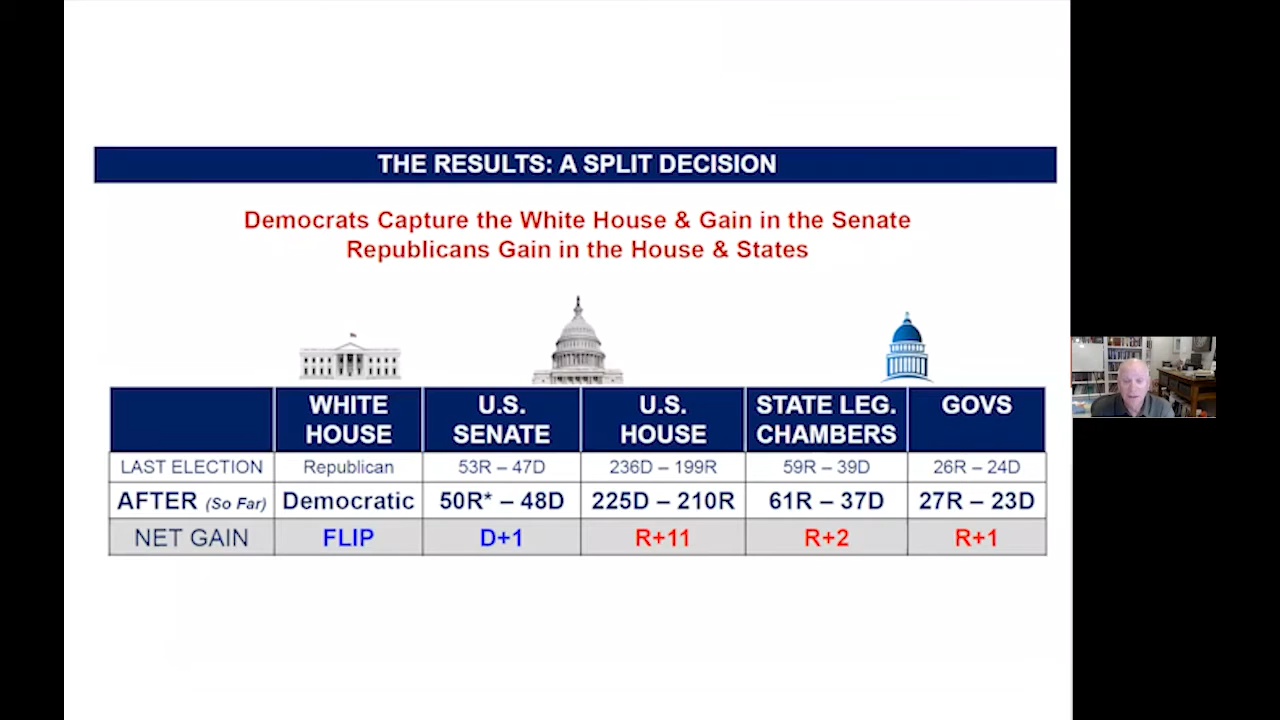 THE RESULTS: A SPLIT DECISION
Democrats Capture the White House & Gain in the Senate
Republicans Gain in the House & States
WHITE HOUSE U.S. SENATE U.S. HOUSE STATE LEG. CHAMBERS GOVS
LAST ELECTION Republican 53R – 47D 236D – 199R 59R – 39D 26R – 24D
AFTER (So Far) Democratic 50R* – 48D 225D – 210R 61R – 37D 27R – 23D
NET GAIN FLIP D+1 R+11 R+2 R+1